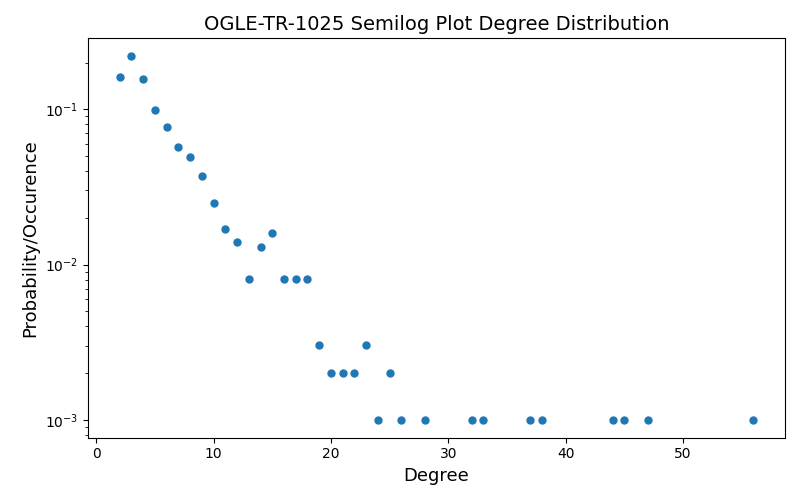 OGLE-TR-1025 Semilog Plot Degree Distribution
Probability/Occurence
10⁻¹
10⁻²
10⁻³
0 10 20 30 40 50
Degree